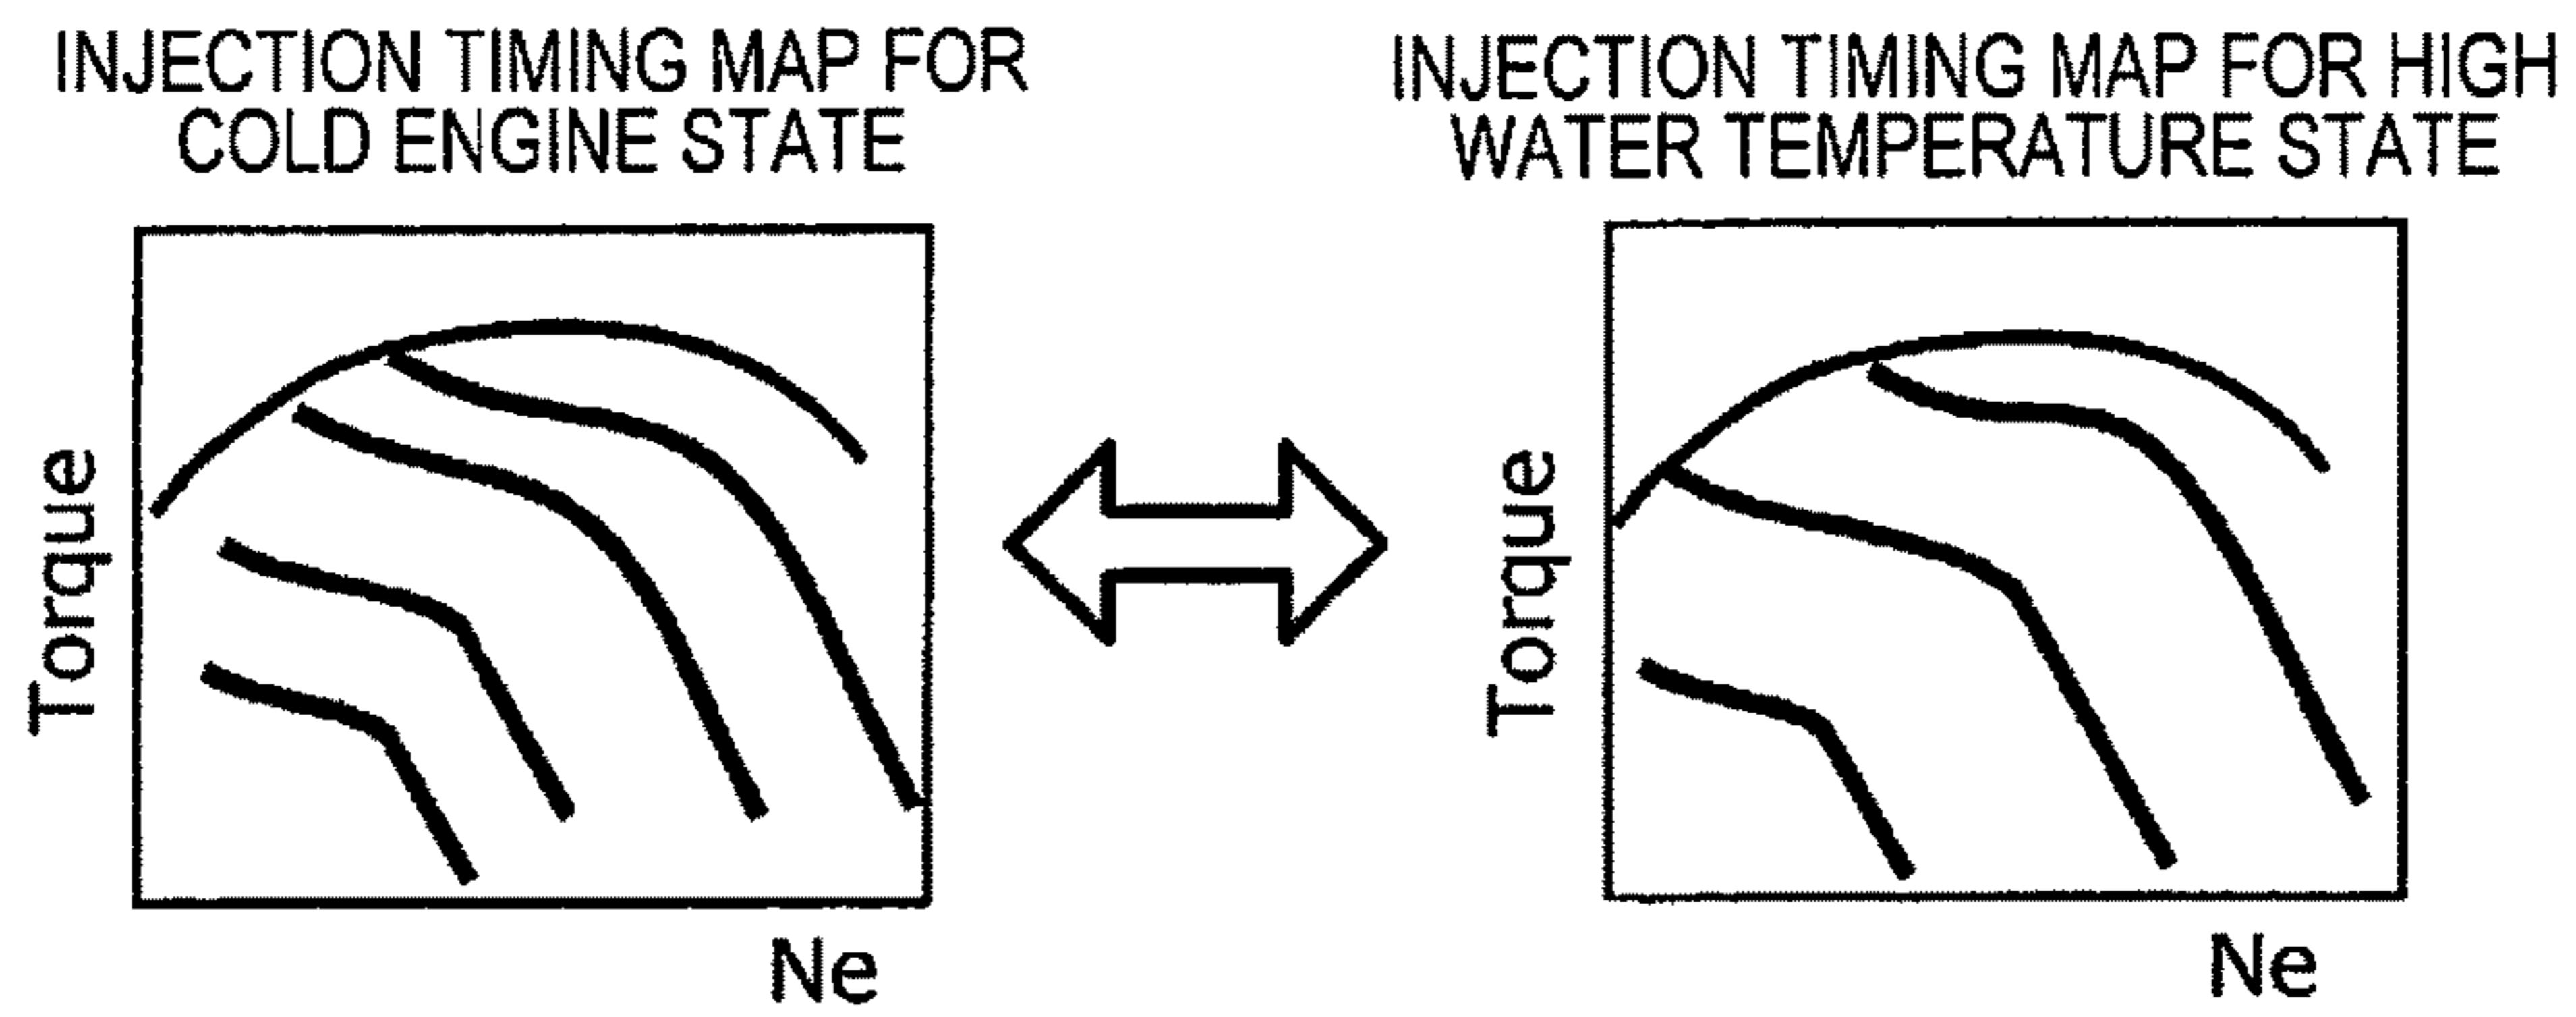 INJECTION TIMING MAP FOR
COLD ENGINE STATE
INJECTION TIMING MAP FOR HIGH
WATER TEMPERATURE STATE
Torque
Ne
Torque
Ne